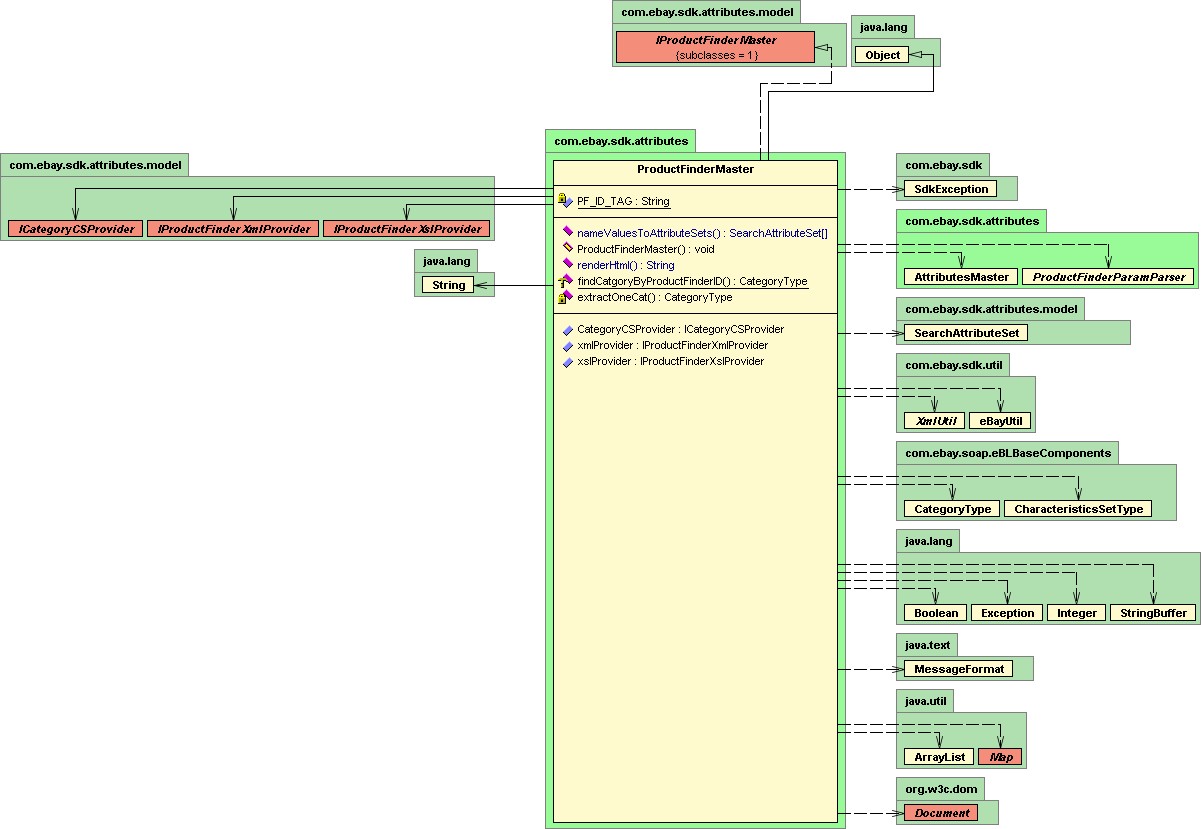 com.ebay.sdk.attributes.model
IProductFinderMaster
{subclasses = 1}
java.lang
Object
com.ebay.sdk.attributes.model
ICategoryCSProvider
IProductFinderXmlProvider
IProductFinderXslProvider
java.lang
String
com.ebay.sdk.attributes
ProductFinderMaster
PF_ID_TAG : String
nameValuesToAttributeSets() : SearchAttributeSet[]
ProductFinderMaster() : void
renderHtml() : String
findCatgoryByProductFinderID() : CategoryType
extractOneCat() : CategoryType
CategoryCSProvider : ICategoryCSProvider
xmlProvider : IProductFinderXmlProvider
xslProvider : IProductFinderXslProvider
com.ebay.sdk
SdkException
com.ebay.sdk.attributes
AttributesMaster
ProductFinderParamParser
com.ebay.sdk.attributes.model
SearchAttributeSet
com.ebay.sdk.util
XmlUtil
eBayUtil
com.ebay.soap.eBLBaseComponents
CategoryType
CharacteristicsSetType
java.lang
Boolean
Exception
Integer
StringBuffer
java.text
MessageFormat
java.util
ArrayList
Map
org.w3c.dom
Document